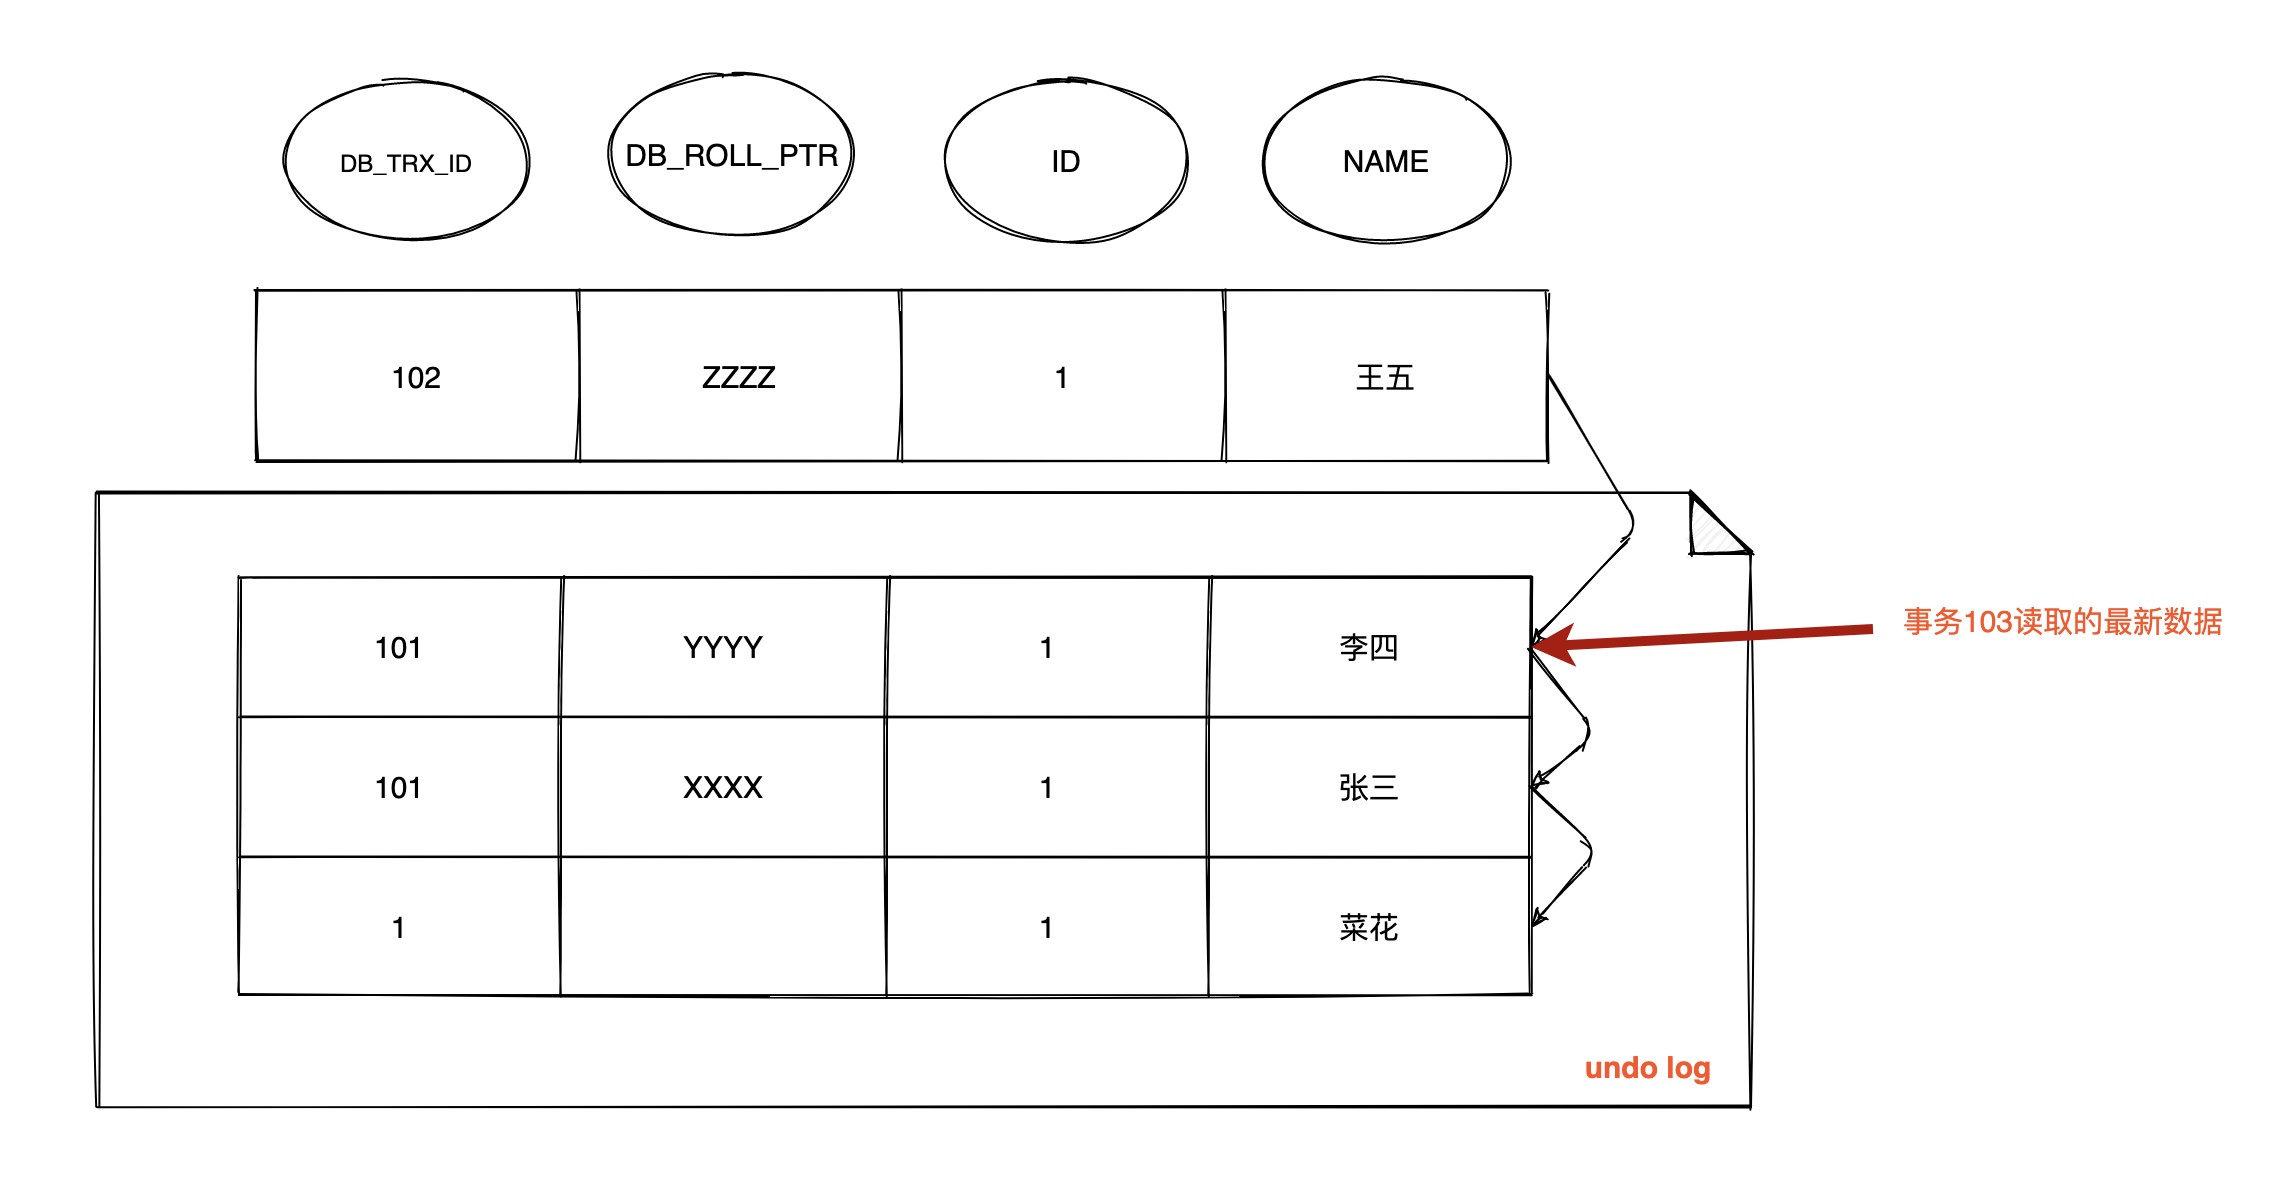 DB_TRX_ID DB_ROLL_PTR ID NAME
102 ZZZZ 1 王五
101 YYYY 1 李四
事务103读取的最新数据
101 XXXX 1 张三
1 1 菜花
undo log